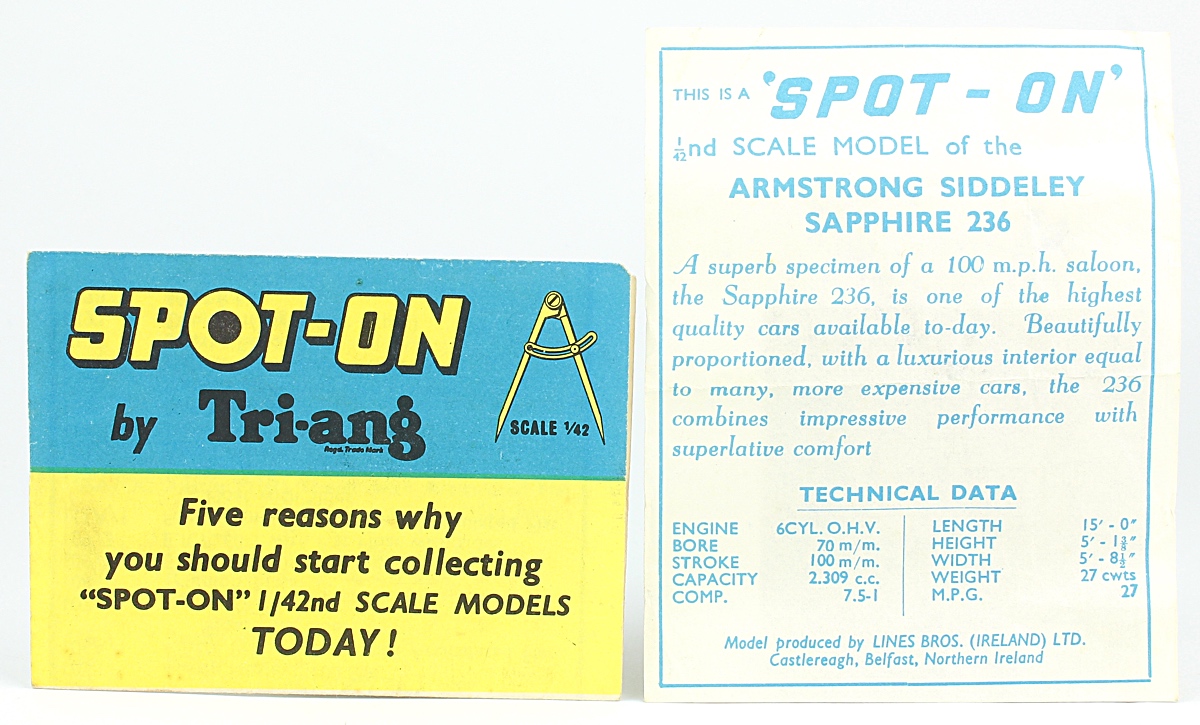 SPOT-ON
by Tri-ang
Regd. Trade Mark
SCALE 1/42
Five reasons why
you should start collecting
“SPOT-ON” 1/42nd SCALE MODELS
TODAY!
THIS IS A ‘SPOT - ON’
1/42nd SCALE MODEL of the
ARMSTRONG SIDDELEY
SAPPHIRE 236
A superb specimen of a 100 m.p.h. saloon,
the Sapphire 236, is one of the highest
quality cars available to-day. Beautifully
proportioned, with a luxurious interior equal
to many, more expensive cars, the 236
combines impressive performance with
superlative comfort
TECHNICAL DATA
ENGINE 6CYL. O.H.V.
BORE 70 m/m.
STROKE 100 m/m.
CAPACITY 2.309 c.c.
COMP. 7.5-1
LENGTH 15′ - 0″
HEIGHT 5′ - 1⅜″
WIDTH 5′ - 8½″
WEIGHT 27 cwts
M.P.G. 27
Model produced by LINES BROS. (IRELAND) LTD.
Castlereagh, Belfast, Northern Ireland